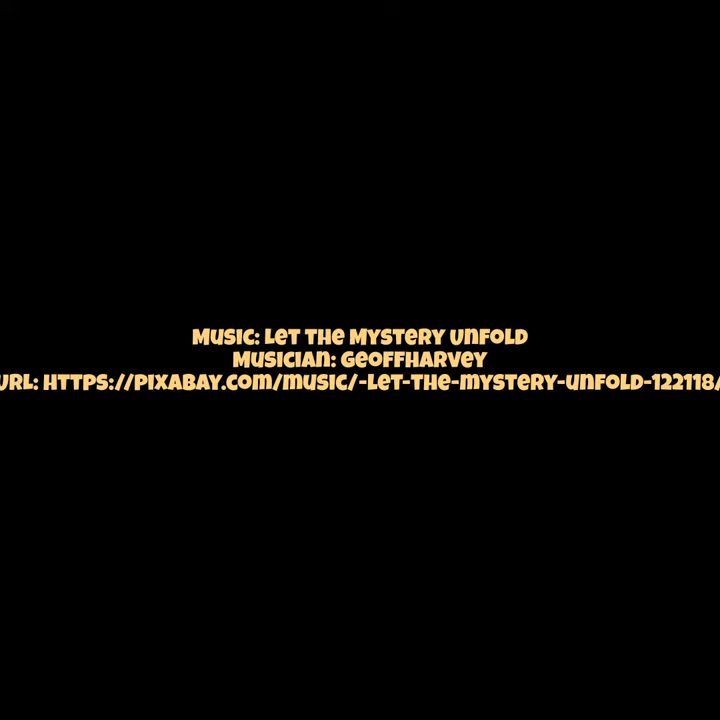 Music: Let the Mystery Unfold
Musician: GeoffHarvey
URL: https://pixabay.com/music/-let-the-mystery-unfold-122118/